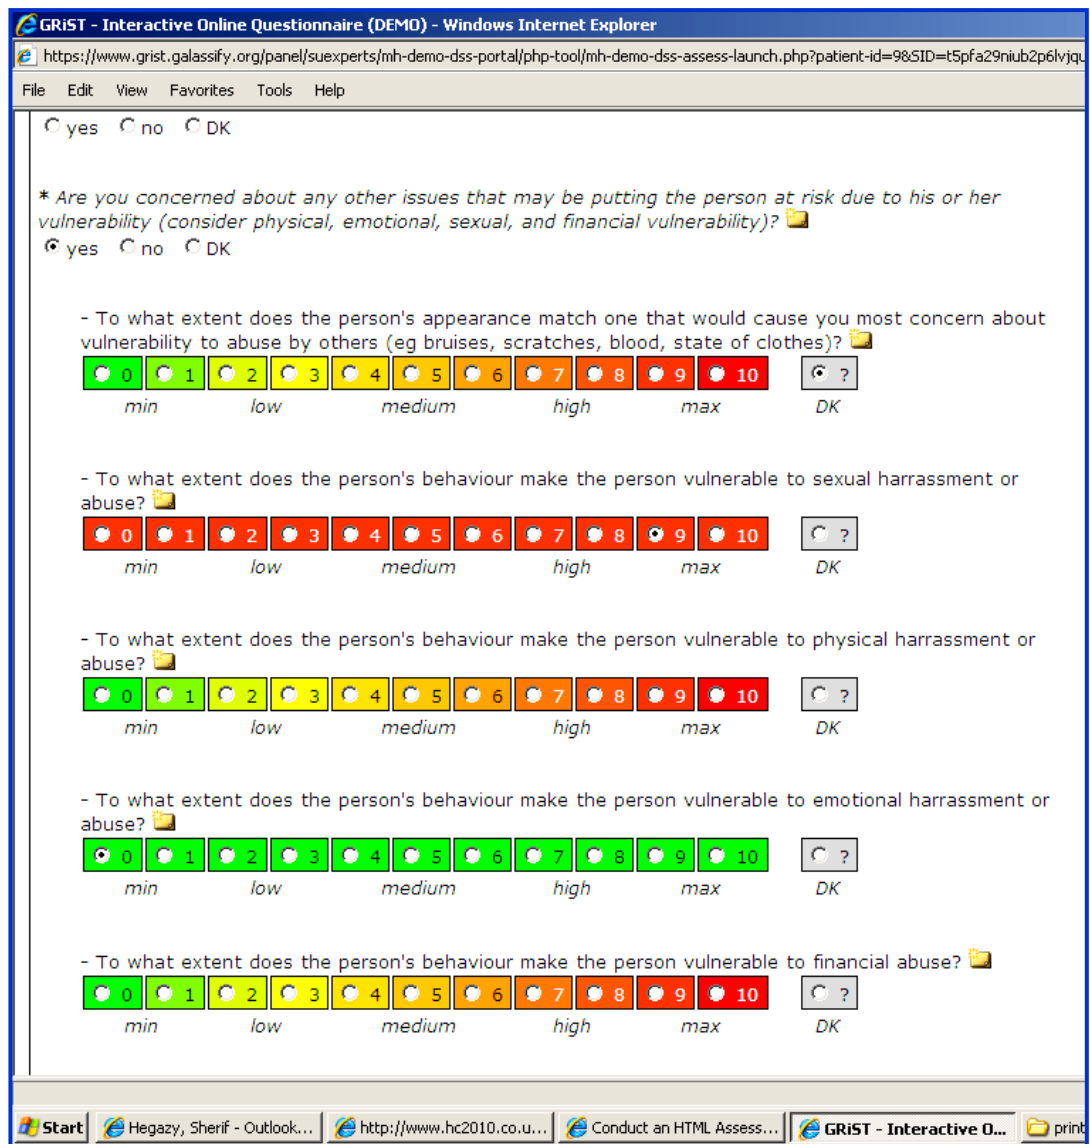 GRiST - Interactive Online Questionnaire (DEMO) - Windows Internet Explorer
https://www.grist.galassify.org/panel/suexperts/mh-demo-dss-portal/php-tool/mh-demo-dss-assess-launch.php?patient-id=9&SID=t5pfa29niub2p6lvjqu
File Edit View Favorites Tools Help
yes no DK
* Are you concerned about any other issues that may be putting the person at risk due to his or her
vulnerability (consider physical, emotional, sexual, and financial vulnerability)?
yes no DK
- To what extent does the person's appearance match one that would cause you most concern about
vulnerability to abuse by others (eg bruises, scratches, blood, state of clothes)?
0 1 2 3 4 5 6 7 8 9 10 ?
min low medium high max DK
- To what extent does the person's behaviour make the person vulnerable to sexual harrassment or
abuse?
0 1 2 3 4 5 6 7 8 9 10 ?
min low medium high max DK
- To what extent does the person's behaviour make the person vulnerable to physical harrassment or
abuse?
0 1 2 3 4 5 6 7 8 9 10 ?
min low medium high max DK
- To what extent does the person's behaviour make the person vulnerable to emotional harrassment or
abuse?
0 1 2 3 4 5 6 7 8 9 10 ?
min low medium high max DK
- To what extent does the person's behaviour make the person vulnerable to financial abuse?
0 1 2 3 4 5 6 7 8 9 10 ?
min low medium high max DK
Start Hegazy, Sherif - Outlook... http://www.hc2010.co.u... Conduct an HTML Assess... GRiST - Interactive O... print